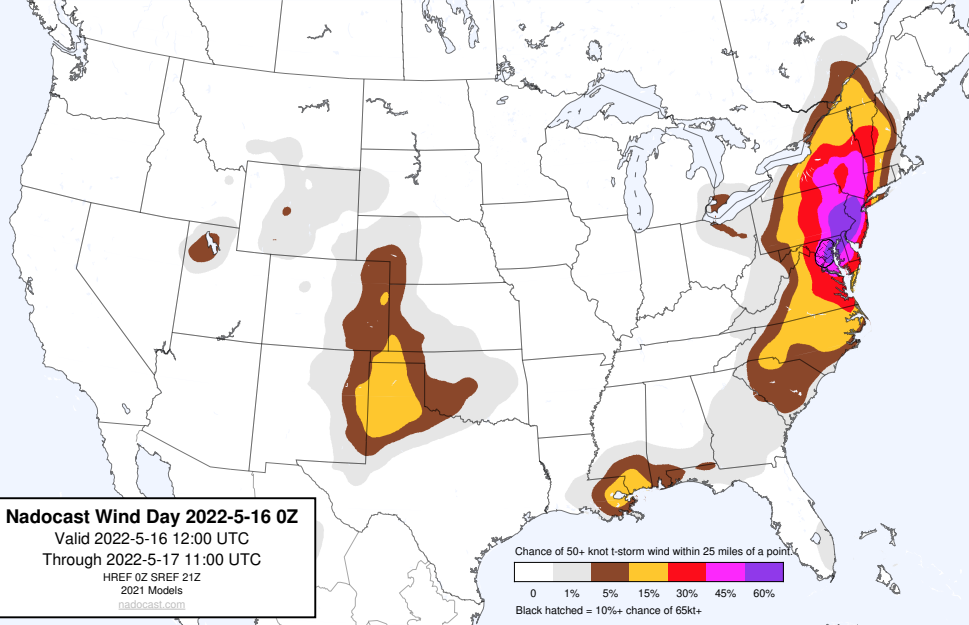 Nadocast Wind Day 2022-5-16 0Z
Valid 2022-5-16 12:00 UTC
Through 2022-5-17 11:00 UTC
HREF 0Z SREF 21Z
2021 Models
nadocast.com
Chance of 50+ knot t-storm wind within 25 miles of a point.
0 1% 5% 15% 30% 45% 60%
Black hatched = 10%+ chance of 65kt+